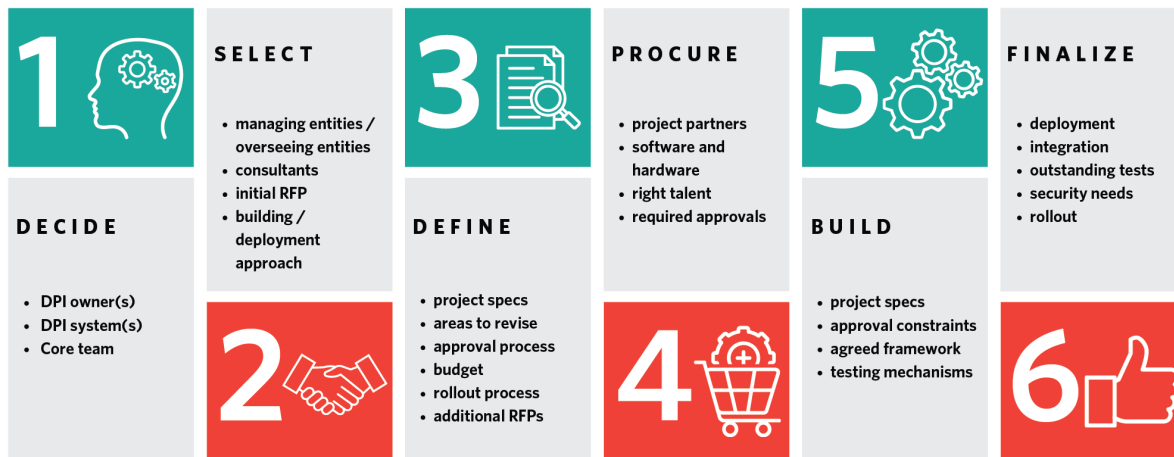 1
DECIDE
• DPI owner(s)
• DPI system(s)
• Core team
SELECT
• managing entities /
overseeing entities
• consultants
• initial RFP
• building /
deployment
approach
2
3
DEFINE
• project specs
• areas to revise
• approval process
• budget
• rollout process
• additional RFPs
PROCURE
• project partners
• software and
hardware
• right talent
• required approvals
4
5
BUILD
• project specs
• approval constraints
• agreed framework
• testing mechanisms
FINALIZE
• deployment
• integration
• outstanding tests
• security needs
• rollout
6